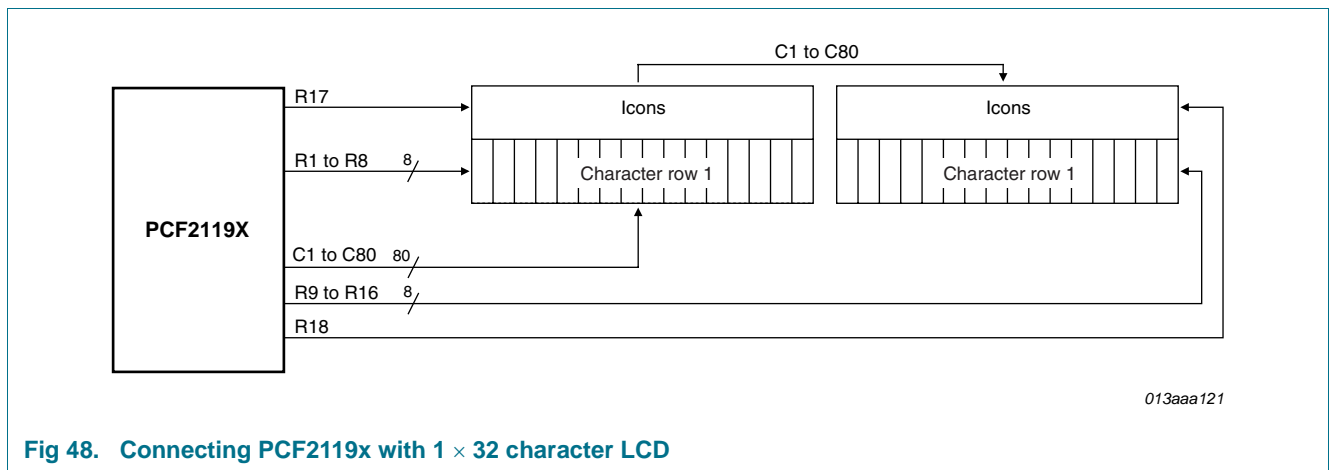 C1 to C80
R17
Icons
Icons
R1 to R8
8
Character row 1
Character row 1
PCF2119X
C1 to C80
80
R9 to R16
8
R18
013aaa121
Fig 48. Connecting PCF2119x with 1 × 32 character LCD